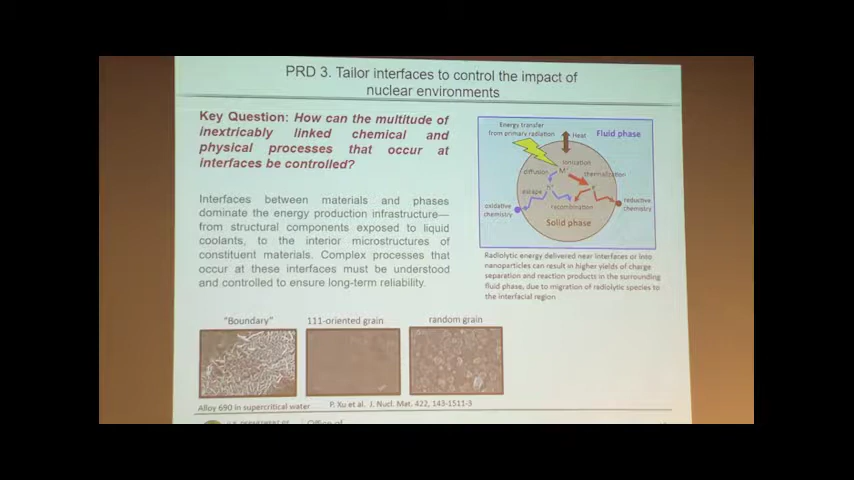 PRD 3. Tailor interfaces to control the impact of
nuclear environments
Key Question: How can the multitude of
inextricably linked chemical and
physical processes that occur at
interfaces be controlled?
Interfaces between materials and phases
dominate the energy production infrastructure—
from structural components exposed to liquid
coolants, to the interior microstructures of
constituent materials. Complex processes that
occur at these interfaces must be understood
and controlled to ensure long-term reliability.
Energy transfer
from primary radiation
Heat
Fluid phase
ionization
diffusion
M⁺
thermalization
h⁺
e⁻
escape
oxidative
chemistry
recombination
reductive
chemistry
Solid phase
Radiolytic energy delivered near interfaces or into
nanoparticles can result in higher yields of charge
separation and reaction products in the surrounding
fluid phase, due to migration of radiolytic species to
the interfacial region
"Boundary"
111-oriented grain
random grain
Alloy 690 in supercritical water
P. Xu et al. J. Nucl. Mat. 422, 143-1511-3
Office of